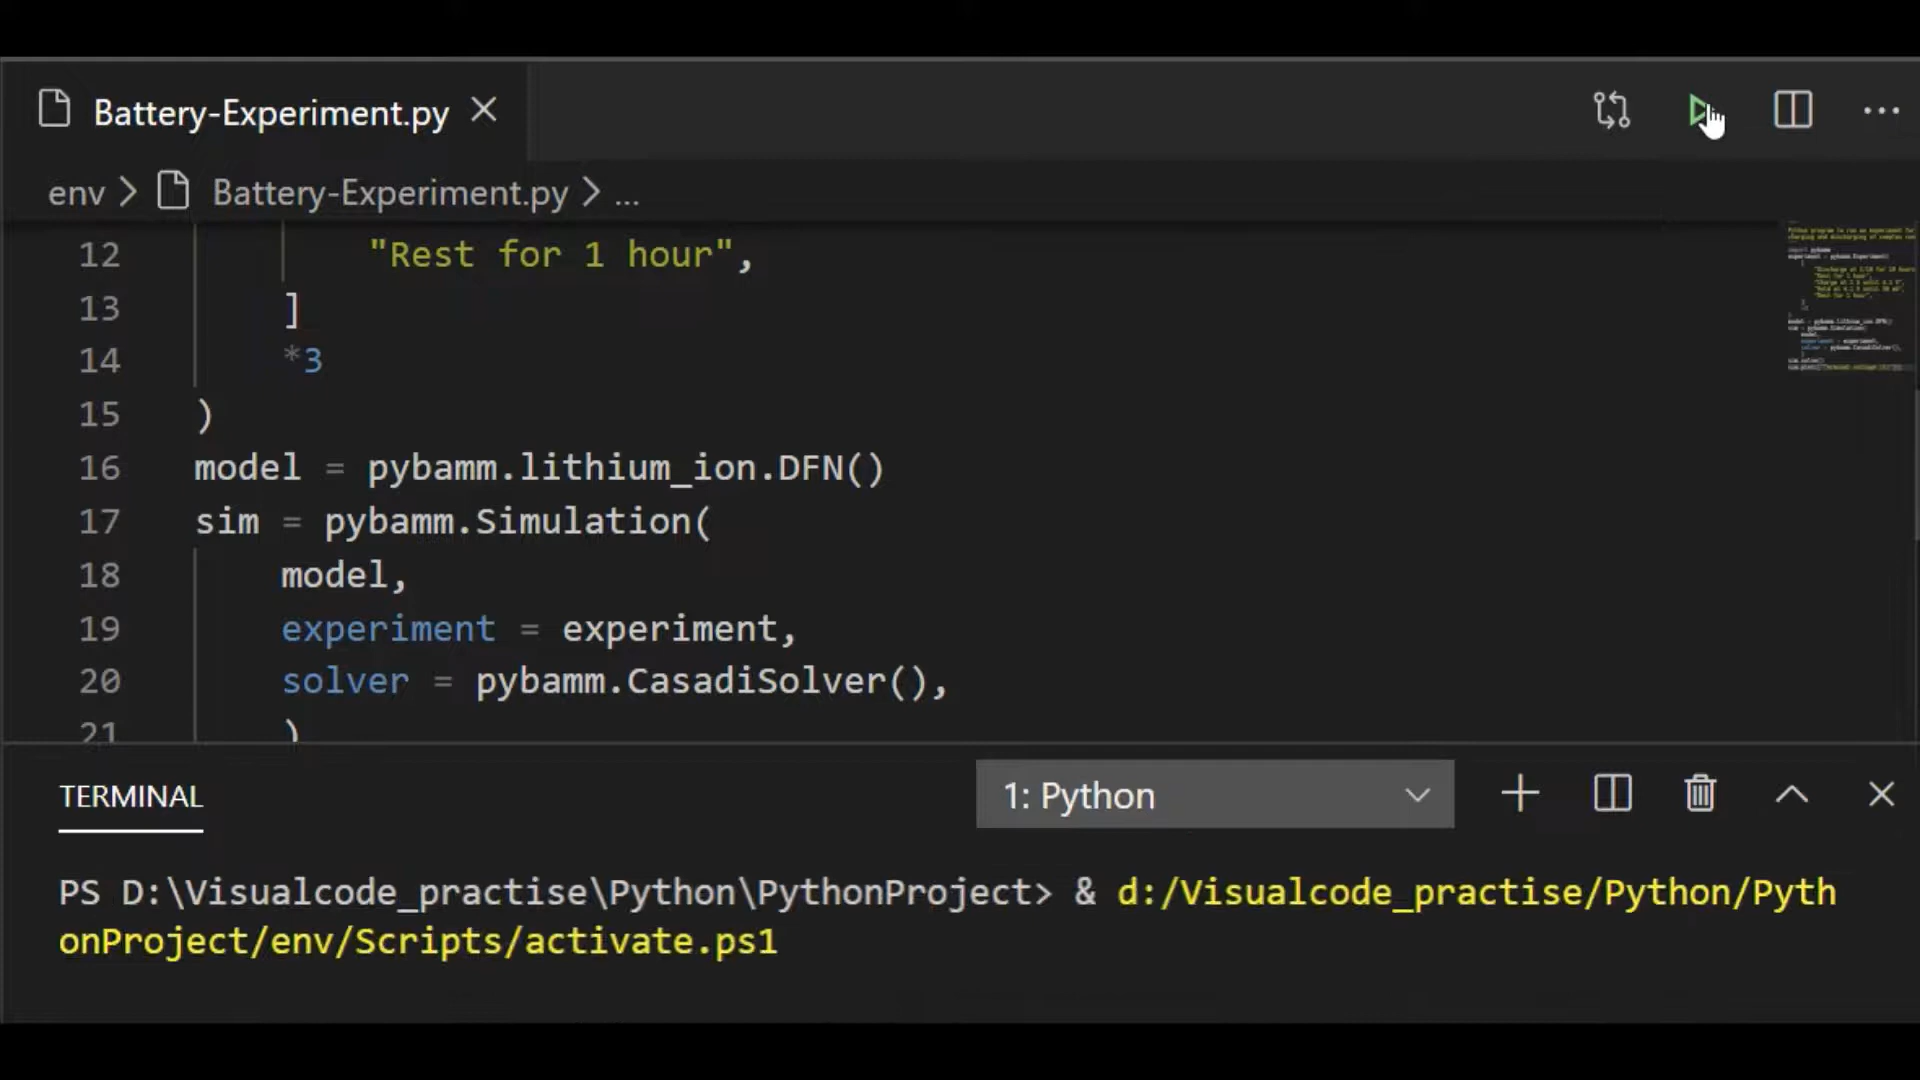 Battery-Experiment.py
env > Battery-Experiment.py > ...
12 "Rest for 1 hour",
13 ]
14 *3
15 )
16 model = pybamm.lithium_ion.DFN()
17 sim = pybamm.Simulation(
18 model,
19 experiment = experiment,
20 solver = pybamm.CasadiSolver(),
21 )
TERMINAL
1: Python
PS D:\Visualcode_practise\Python\PythonProject> & d:/Visualcode_practise/Python/Pyth
onProject/env/Scripts/activate.ps1